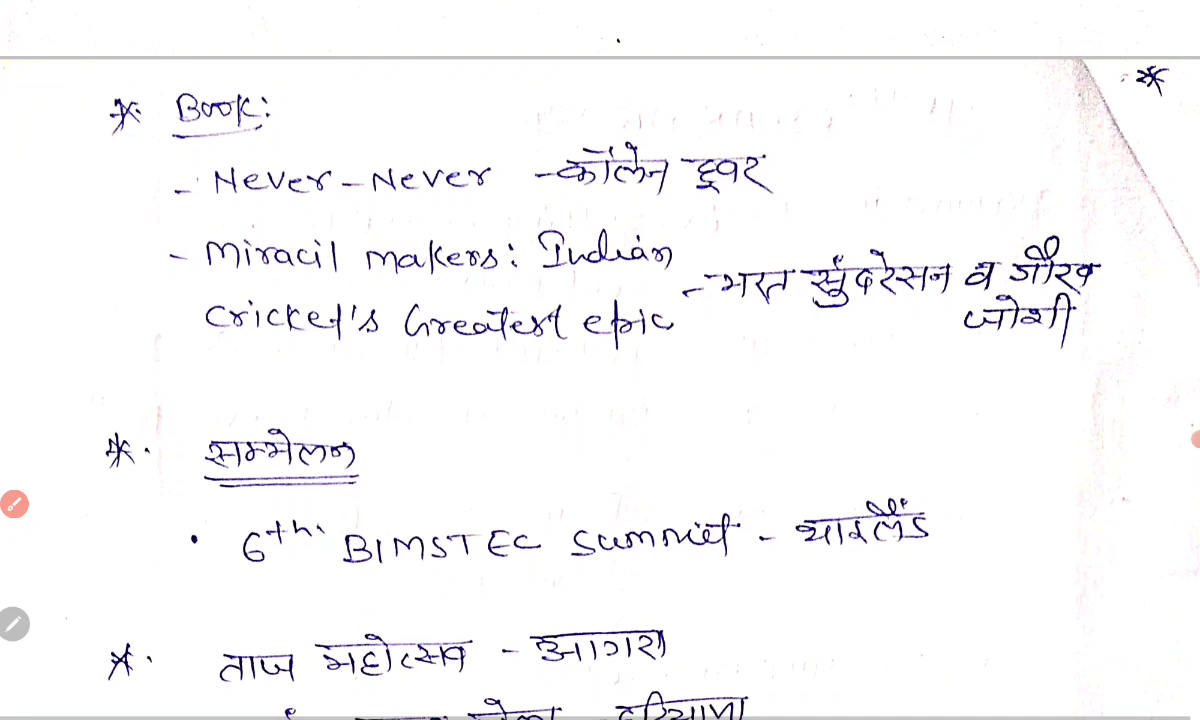 * Book:
- Never-Never - कॉलेन हूवर
- Miracil makers: Indian
cricket's Greatest epic
- भरत सुंदरेसन व गौरव
जोशी
* सम्मेलन
• 6th BIMSTEC Summit - थाईलैंड
* ताज महोत्सव - आगरा
मेला हरियाणा